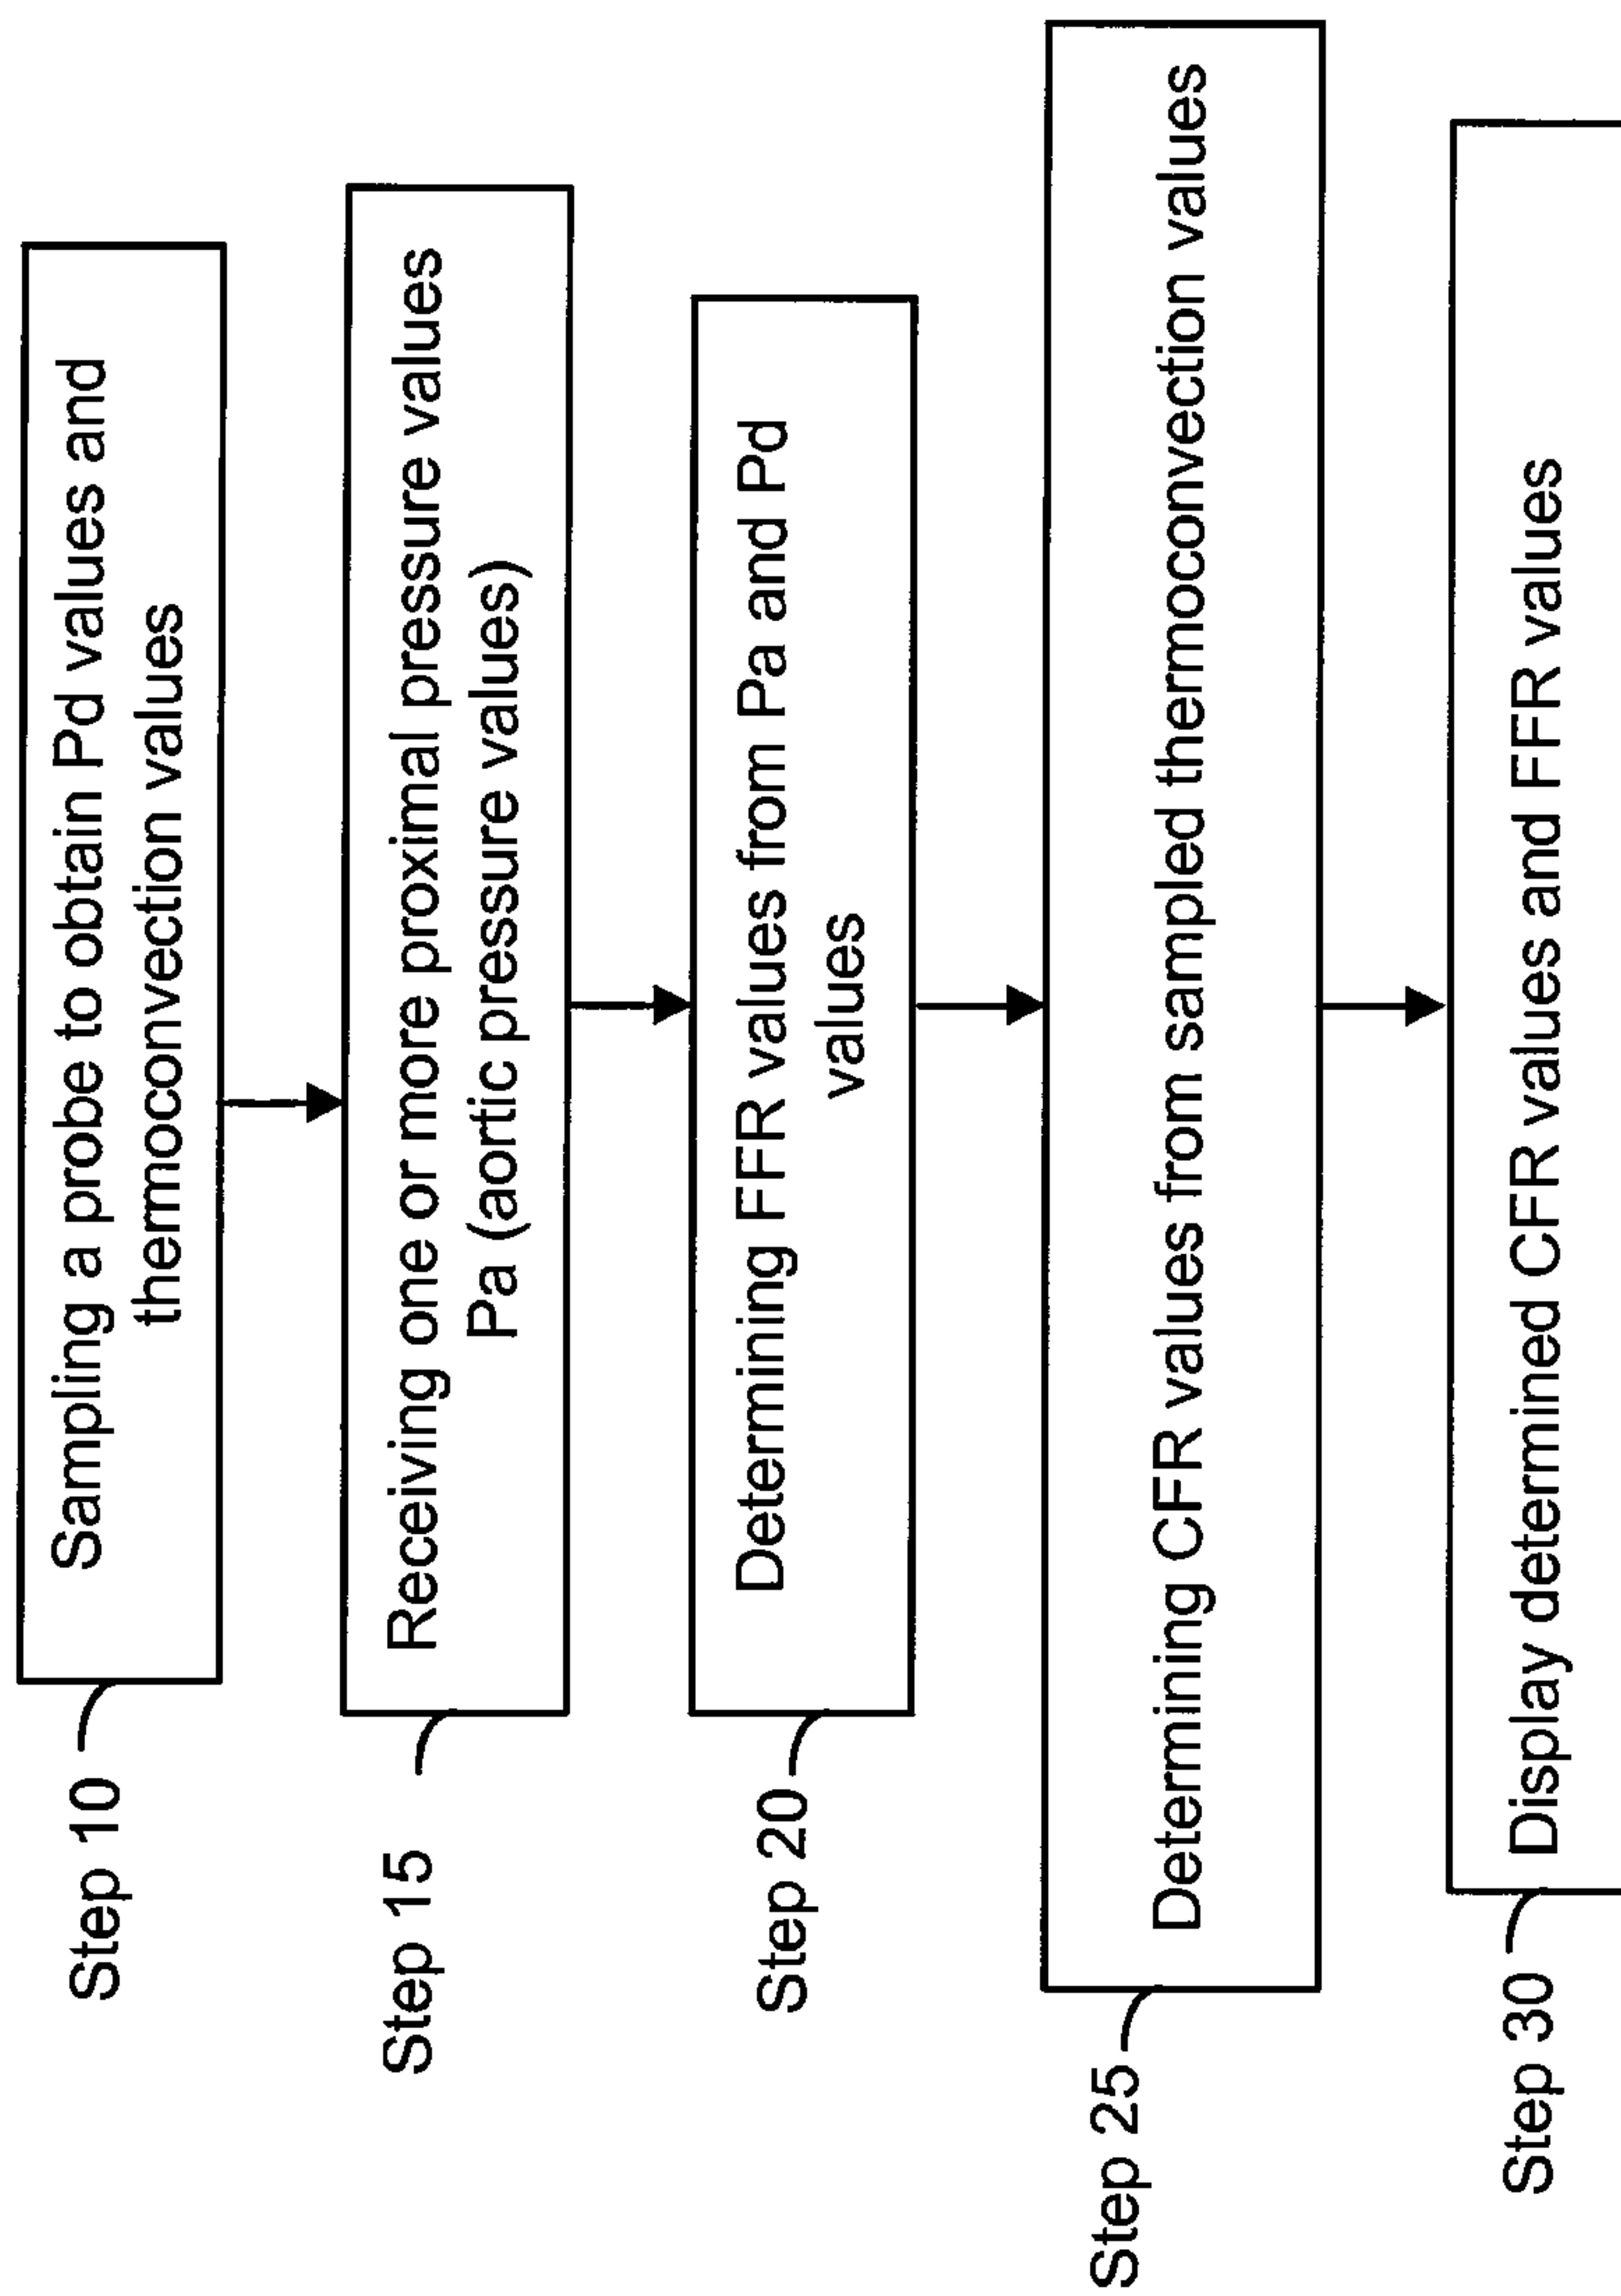 Step 10
Sampling a probe to obtain Pd values and
thermoconvection values
Step 15
Receiving one or more proximal pressure values
Pa (aortic pressure values)
Step 20
Determining FFR values from Pa and Pd
values
Step 25
Determining CFR values from sampled thermoconvection values
Step 30
Display determined CFR values and FFR values